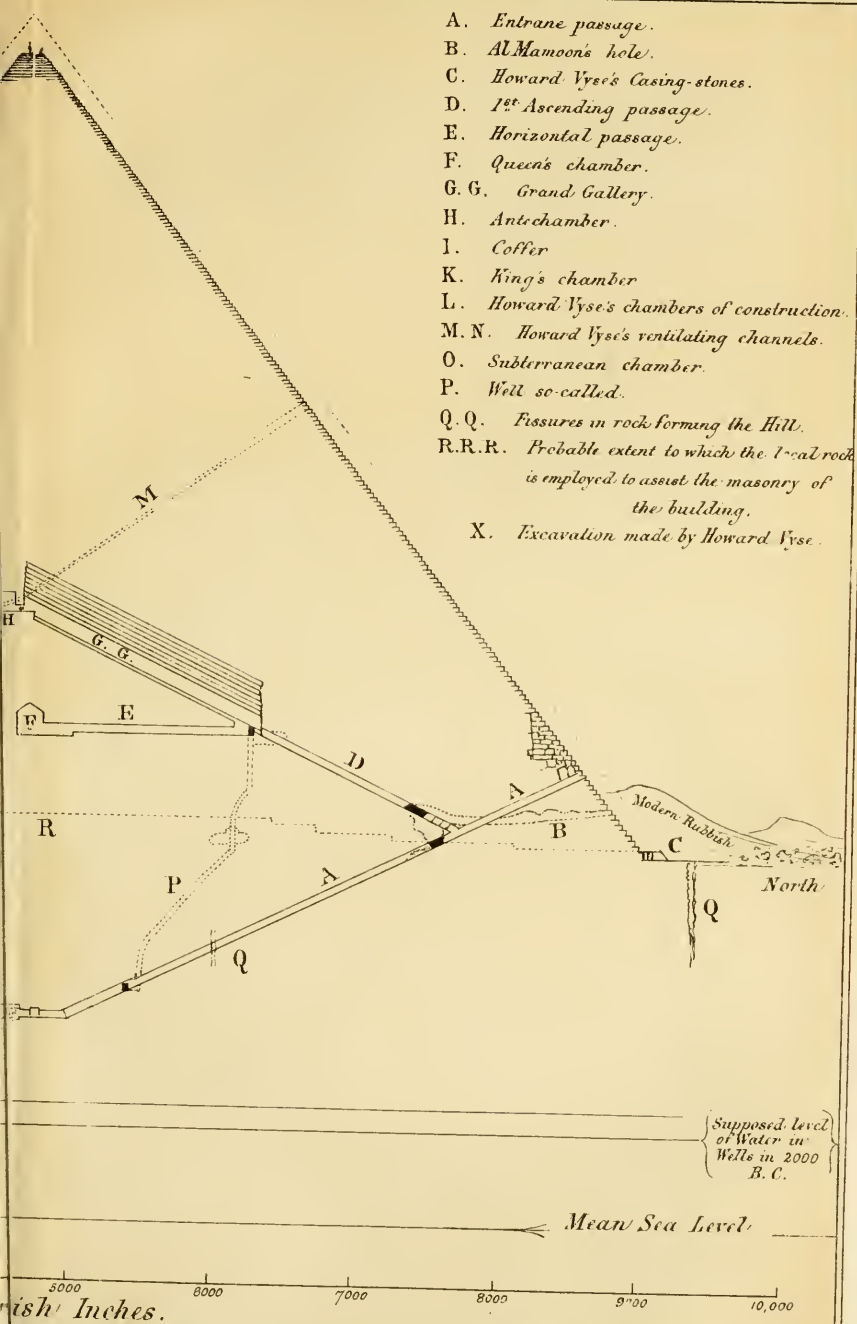 A. Entrane passage.
B. Al Mamoon's hole.
C. Howard Vyse's Casing-stones.
D. 1st Ascending passage.
E. Horizontal passage.
F. Queen's chamber.
G.G. Grand Gallery.
H. Antechamber.
I. Coffer
K. King's chamber
L. Howard Vyse's chambers of construction.
M.N. Howard Vyse's ventilating channels.
O. Subterranean chamber.
P. Well so-called.
Q.Q. Fissures in rock forming the Hill.
R.R.R. Probable extent to which the local rock
is employed to assist the masonry of
the building.
X. Excavation made by Howard Vyse.
M
H
G. G.
F
E
D
A
B
Modern Rubbish
C
R
P
A
North
Q
Q
Supposed level
of Water in
Wells in 2000
B.C.
Mean Sea Level
5000 6000 7000 8000 9000 10,000
ish Inches.